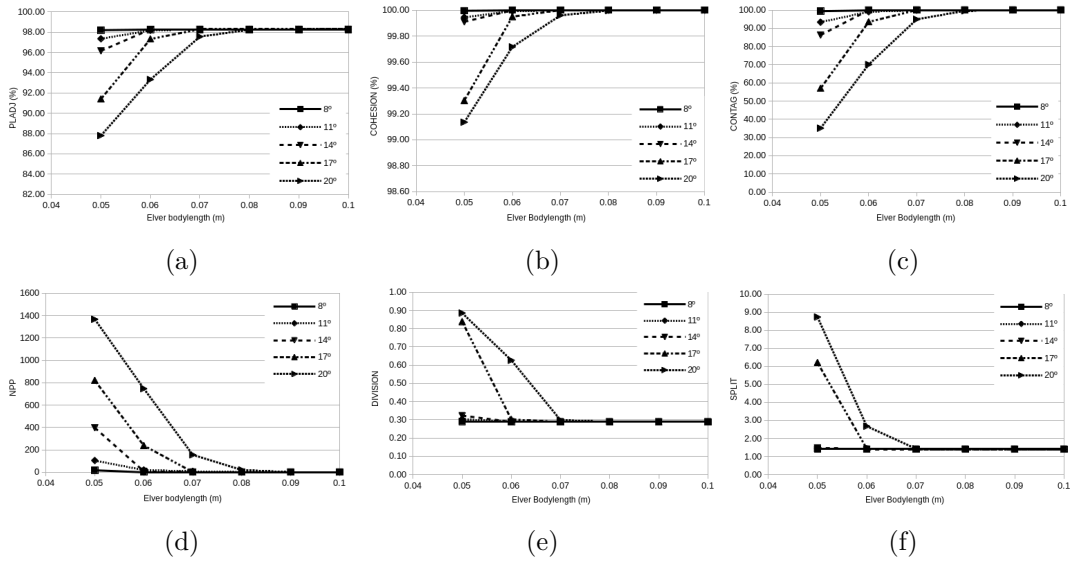 PLADJ (%)
100.00
98.00
96.00
94.00
92.00
90.00
88.00
86.00
84.00
82.00
0.04 0.05 0.06 0.07 0.08 0.09 0.1
Elver bodylength (m)
8º
11º
14º
17º
20º
(a)
COHESION (%)
100.00
99.80
99.60
99.40
99.20
99.00
98.80
98.60
0.04 0.05 0.06 0.07 0.08 0.09 0.1
Elver bodylength (m)
8º
11º
14º
17º
20º
(b)
CONTAG (%)
100.00
90.00
80.00
70.00
60.00
50.00
40.00
30.00
20.00
10.00
0.00
0.04 0.05 0.06 0.07 0.08 0.09 0.1
Elver bodylength (m)
8º
11º
14º
17º
20º
(c)
NPP
1600
1400
1200
1000
800
600
400
200
0
0.04 0.05 0.06 0.07 0.08 0.09 0.1
Elver bodylength (m)
8º
11º
14º
17º
20º
(d)
DIVISION
1.00
0.90
0.80
0.70
0.60
0.50
0.40
0.30
0.20
0.10
0.00
0.04 0.05 0.06 0.07 0.08 0.09 0.1
Elver Bodylength (m)
8º
11º
14º
17º
20º
(e)
SPLIT
10.00
9.00
8.00
7.00
6.00
5.00
4.00
3.00
2.00
1.00
0.00
0.04 0.05 0.06 0.07 0.08 0.09 0.1
Elver Bodylength (m)
8º
11º
14º
17º
20º
(f)